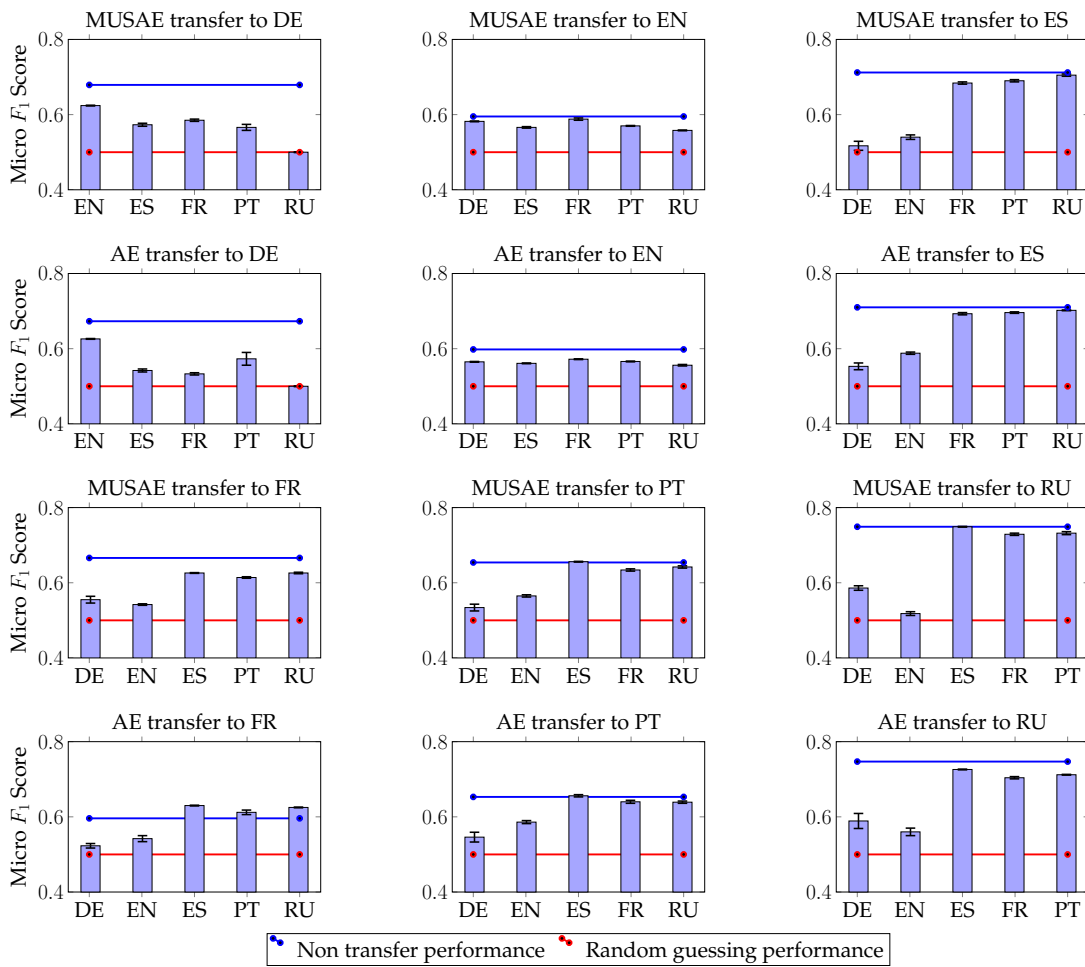 MUSAE transfer to DE
MUSAE transfer to EN
MUSAE transfer to ES
Micro F1 Score
0.8
0.6
0.4
EN ES FR PT RU
0.8
0.6
0.4
DE ES FR PT RU
0.8
0.6
0.4
DE EN FR PT RU
AE transfer to DE
AE transfer to EN
AE transfer to ES
Micro F1 Score
0.8
0.6
0.4
EN ES FR PT RU
0.8
0.6
0.4
DE ES FR PT RU
0.8
0.6
0.4
DE EN FR PT RU
MUSAE transfer to FR
MUSAE transfer to PT
MUSAE transfer to RU
Micro F1 Score
0.8
0.6
0.4
DE EN ES PT RU
0.8
0.6
0.4
DE EN ES FR RU
0.8
0.6
0.4
DE EN ES FR PT
AE transfer to FR
AE transfer to PT
AE transfer to RU
Micro F1 Score
0.8
0.6
0.4
DE EN ES PT RU
0.8
0.6
0.4
DE EN ES FR RU
0.8
0.6
0.4
DE EN ES FR PT
Non transfer performance
Random guessing performance